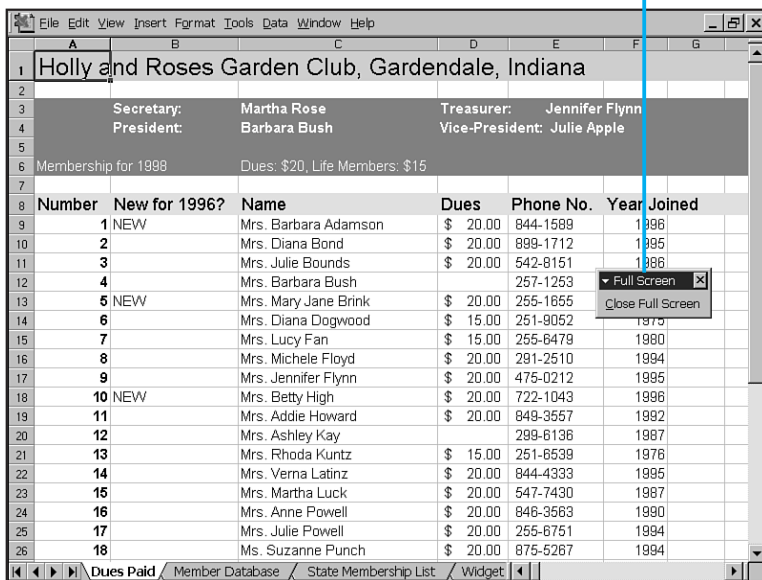 File Edit View Insert Format Tools Data Window Help
A B C D E F G
1 Holly and Roses Garden Club, Gardendale, Indiana
2
3 Secretary: Martha Rose Treasurer: Jennifer Flynn
4 President: Barbara Bush Vice-President: Julie Apple
5
6 Membership for 1998 Dues: $20, Life Members: $15
7
8 Number New for 1996? Name Dues Phone No. Year Joined
9 1 NEW Mrs. Barbara Adamson $ 20.00 844-1589 1996
10 2 Mrs. Diana Bond $ 20.00 899-1712 1995
11 3 Mrs. Julie Bounds $ 20.00 542-8151 1986
12 4 Mrs. Barbara Bush 257-1253
Full Screen
13 5 NEW Mrs. Mary Jane Brink $ 20.00 255-1655
Close Full Screen
14 6 Mrs. Diana Dogwood $ 15.00 251-9052 1975
15 7 Mrs. Lucy Fan $ 15.00 255-6479 1980
16 8 Mrs. Michele Floyd $ 20.00 291-2510 1994
17 9 Mrs. Jennifer Flynn $ 20.00 475-0212 1995
18 10 NEW Mrs. Betty High $ 20.00 722-1043 1996
19 11 Mrs. Addie Howard $ 20.00 849-3557 1992
20 12 Mrs. Ashley Kay 299-6136 1987
21 13 Mrs. Rhoda Kuntz $ 15.00 251-6539 1976
22 14 Mrs. Verna Latinz $ 20.00 844-4333 1995
23 15 Mrs. Martha Luck $ 20.00 547-7430 1987
24 16 Mrs. Anne Powell $ 20.00 846-3563 1990
25 17 Mrs. Julie Powell $ 20.00 255-6751 1994
26 18 Ms. Suzanne Punch $ 20.00 875-5267 1994
Dues Paid Member Database State Membership List Widget